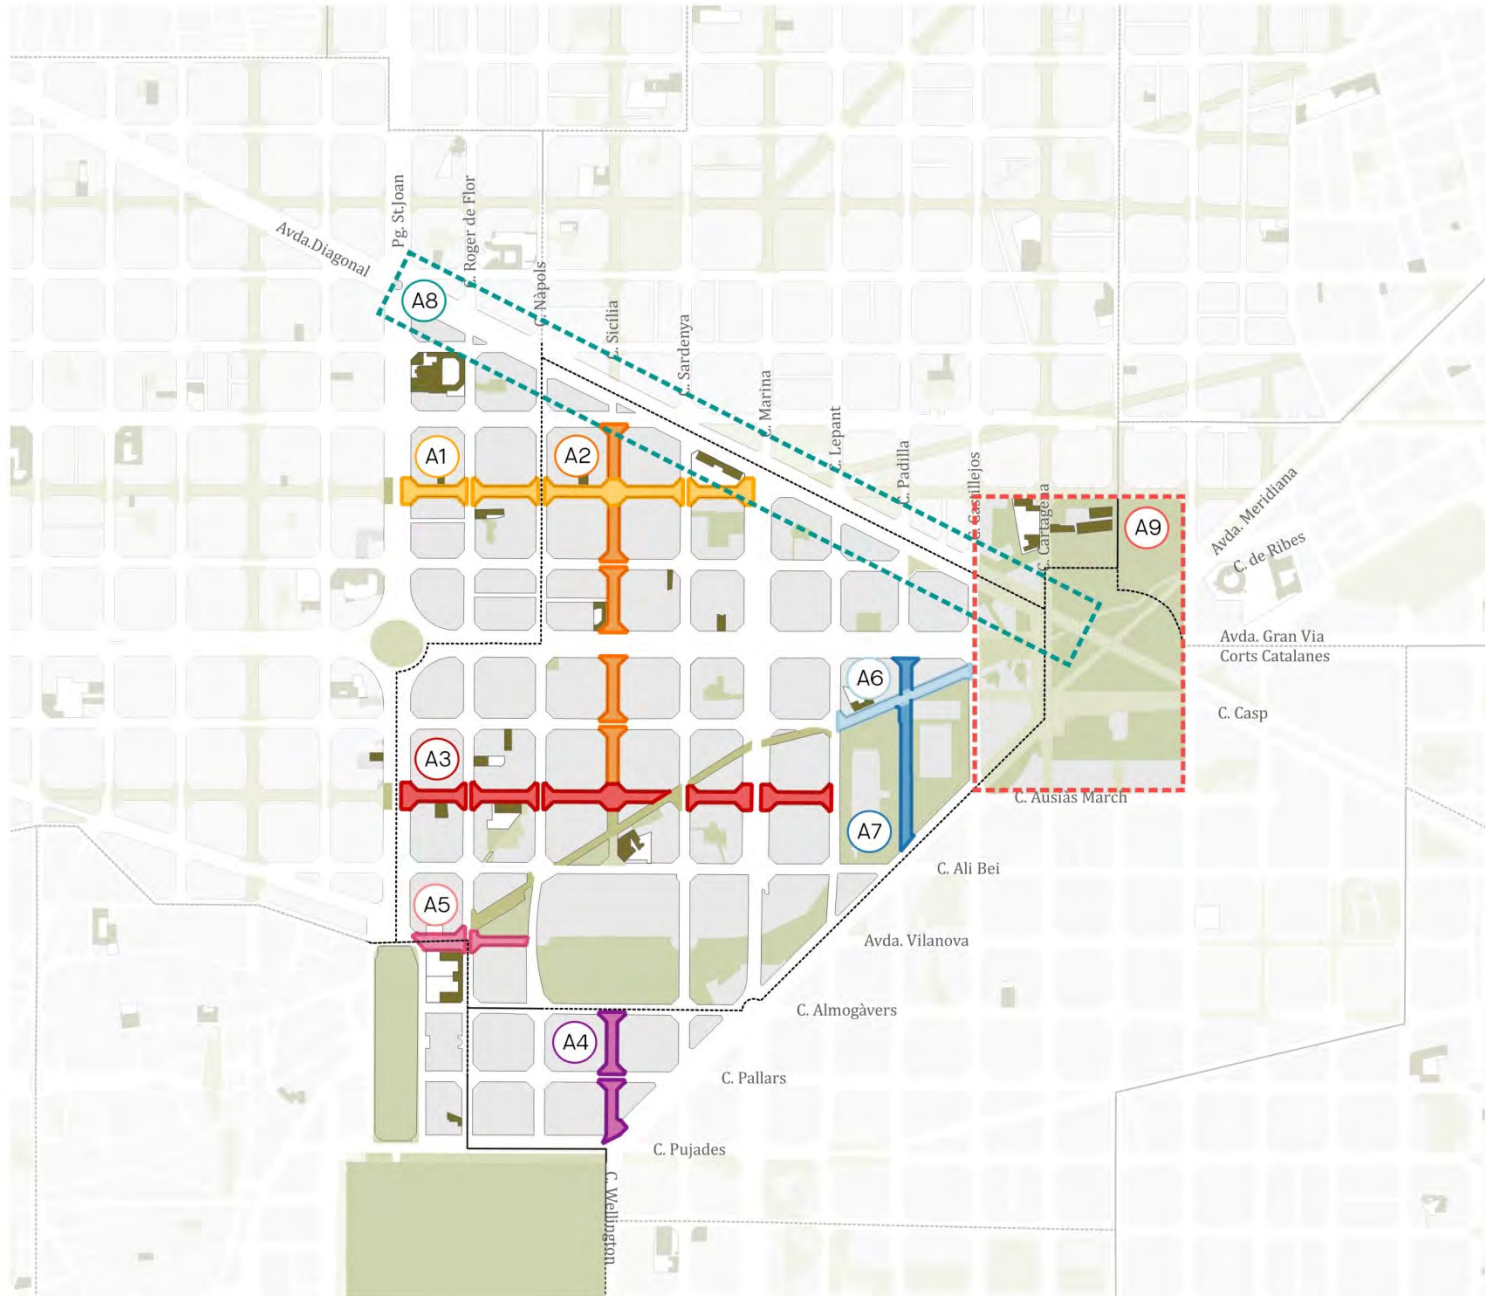 Avda.Diagonal
Pg. St.Joan
C. Roger de Flor
C. Nàpols
C. Sicília
C. Sardenya
C. Marina
C. Lepant
C. Padilla
C. Castillejos
C. Cartagena
Avda. Meridiana
C. de Ribes
A8
A1
A2
A9
Avda. Gran Via
Corts Catalanes
A6
C. Casp
A3
C. Ausiàs March
A7
C. Ali Bei
A5
Avda. Vilanova
C. Almogàvers
A4
C. Pallars
C. Pujades
C. Wellington